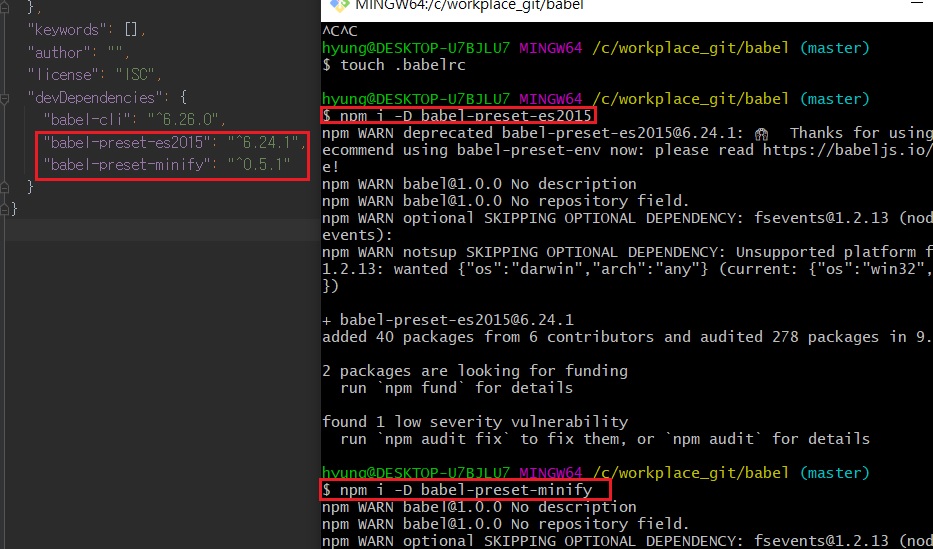 },
"keywords": [],
"author": "",
"license": "ISC",
"devDependencies": {
"babel-cli": "^6.26.0",
"babel-preset-es2015": "^6.24.1",
"babel-preset-minify": "^0.5.1"
}
}
MINGW64:/c/workplace_git/babel
^C^C
hyung@DESKTOP-U7BJLU7 MINGW64 /c/workplace_git/babel (master)
$ touch .babelrc
hyung@DESKTOP-U7BJLU7 MINGW64 /c/workplace_git/babel (master)
$ npm i -D babel-preset-es2015
npm WARN deprecated babel-preset-es2015@6.24.1: 🙌 Thanks for using
ecommend using babel-preset-env now: please read https://babeljs.io/
e!
npm WARN babel@1.0.0 No description
npm WARN babel@1.0.0 No repository field.
npm WARN optional SKIPPING OPTIONAL DEPENDENCY: fsevents@1.2.13 (nod
events):
npm WARN notsup SKIPPING OPTIONAL DEPENDENCY: Unsupported platform f
1.2.13: wanted {"os":"darwin","arch":"any"} (current: {"os":"win32",
})
+ babel-preset-es2015@6.24.1
added 40 packages from 6 contributors and audited 278 packages in 9.
2 packages are looking for funding
run `npm fund` for details
found 1 low severity vulnerability
run `npm audit fix` to fix them, or `npm audit` for details
hyung@DESKTOP-U7BJLU7 MINGW64 /c/workplace_git/babel (master)
$ npm i -D babel-preset-minify
npm WARN babel@1.0.0 No description
npm WARN babel@1.0.0 No repository field.
npm WARN optional SKIPPING OPTIONAL DEPENDENCY: fsevents@1.2.13 (nod